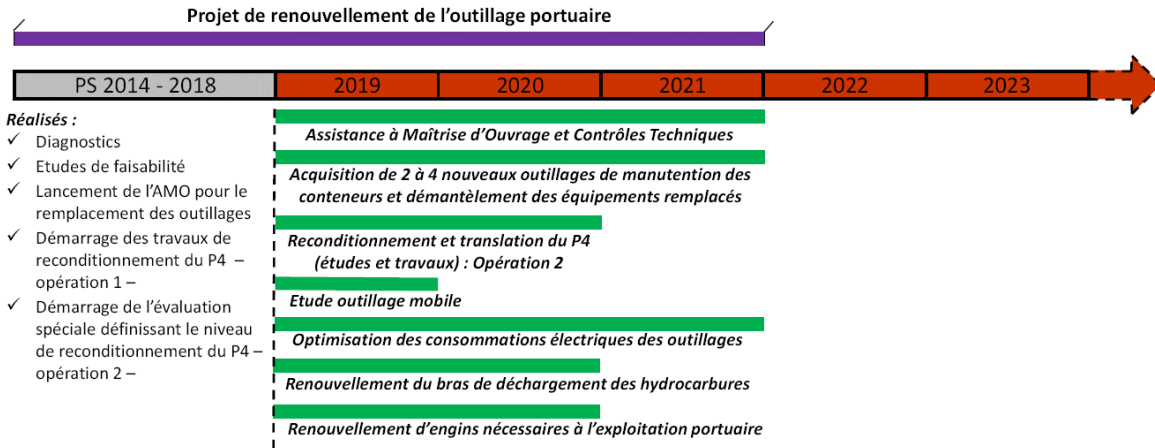 Projet de renouvellement de l'outillage portuaire
PS 2014 - 2018
2019
2020
2021
2022
2023
Réalisés :
✓ Diagnostics
✓ Etudes de faisabilité
✓ Lancement de l'AMO pour le
remplacement des outillages
✓ Démarrage des travaux de
reconditionnement du P4 –
opération 1 –
✓ Démarrage de l'évaluation
spéciale définissant le niveau
de reconditionnement du P4 –
opération 2 –
Assistance à Maîtrise d'Ouvrage et Contrôles Techniques
Acquisition de 2 à 4 nouveaux outillages de manutention des
conteneurs et démantèlement des équipements remplacés
Reconditionnement et translation du P4
(études et travaux) : Opération 2
Etude outillage mobile
Optimisation des consommations électriques des outillages
Renouvellement du bras de déchargement des hydrocarbures
Renouvellement d'engins nécessaires à l'exploitation portuaire